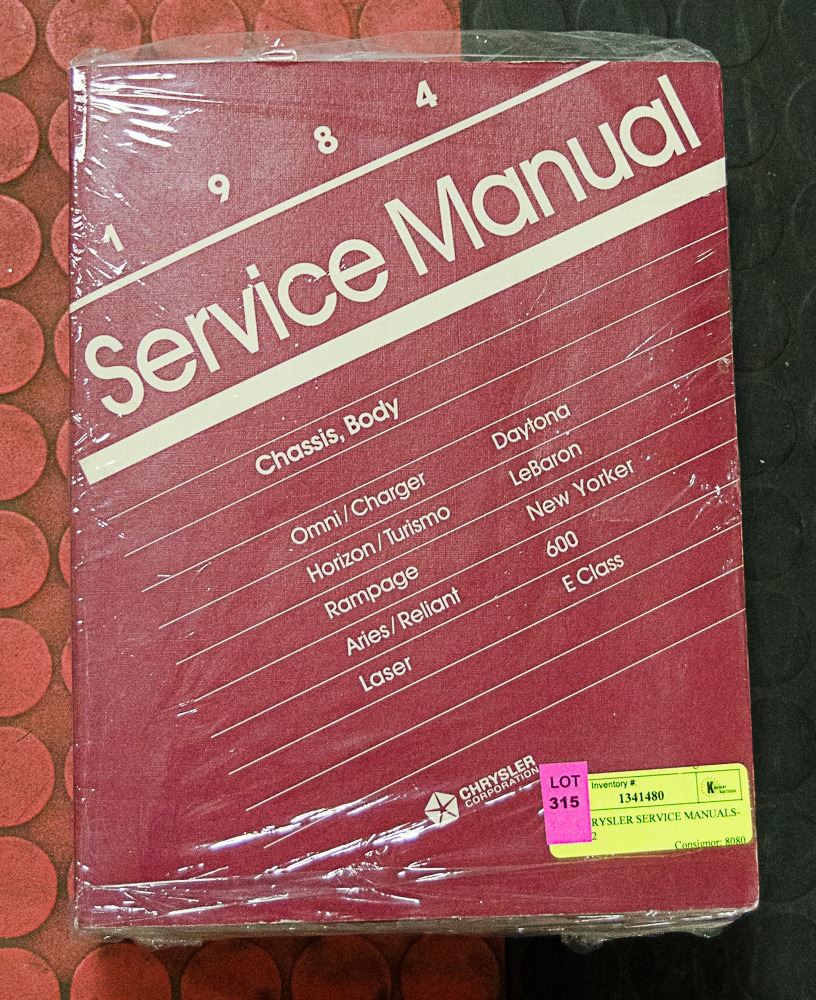 1 9 8 4
Service Manual
Chassis, Body
Omni/Charger
Horizon/Turismo
Rampage
Aries/Reliant
Laser
Daytona
LeBaron
New Yorker
600
E Class
CHRYSLER
CORPORATION
LOT
315
Inventory #:
1341480
RYSLER SERVICE MANUALS-
2
Consignor: 8080